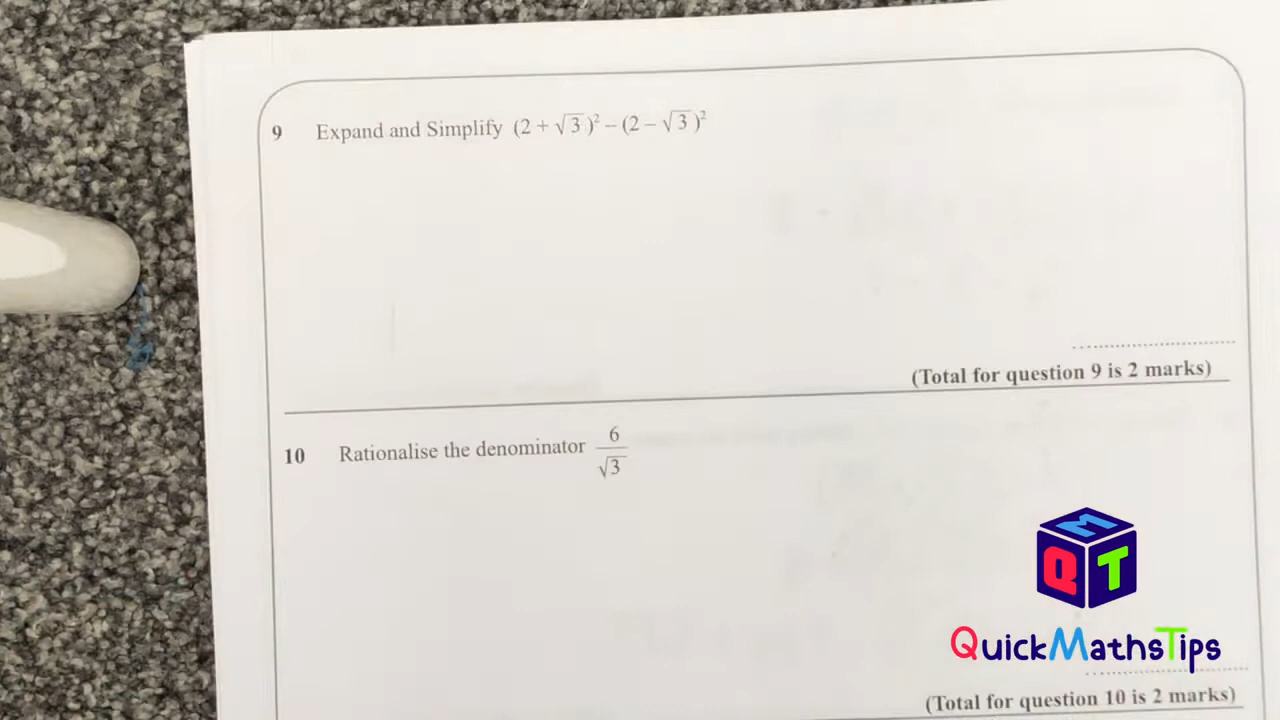 9 Expand and Simplify (2 + √3)² – (2 – √3)²
(Total for question 9 is 2 marks)
10 Rationalise the denominator 6/√3
M
Q T
QuickMathsTips
(Total for question 10 is 2 marks)